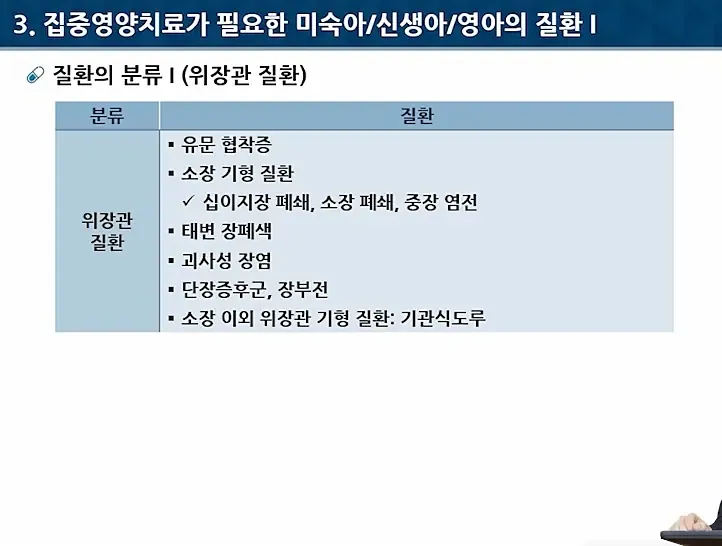 3. 집중영양치료가 필요한 미숙아/신생아/영아의 질환 I
질환의 분류 I (위장관 질환)
분류
질환
위장관
질환
▪ 유문 협착증
▪ 소장 기형 질환
✓ 십이지장 폐쇄, 소장 폐쇄, 중장 염전
▪ 태변 장폐색
▪ 괴사성 장염
▪ 단장증후군, 장부전
▪ 소장 이외 위장관 기형 질환: 기관식도루